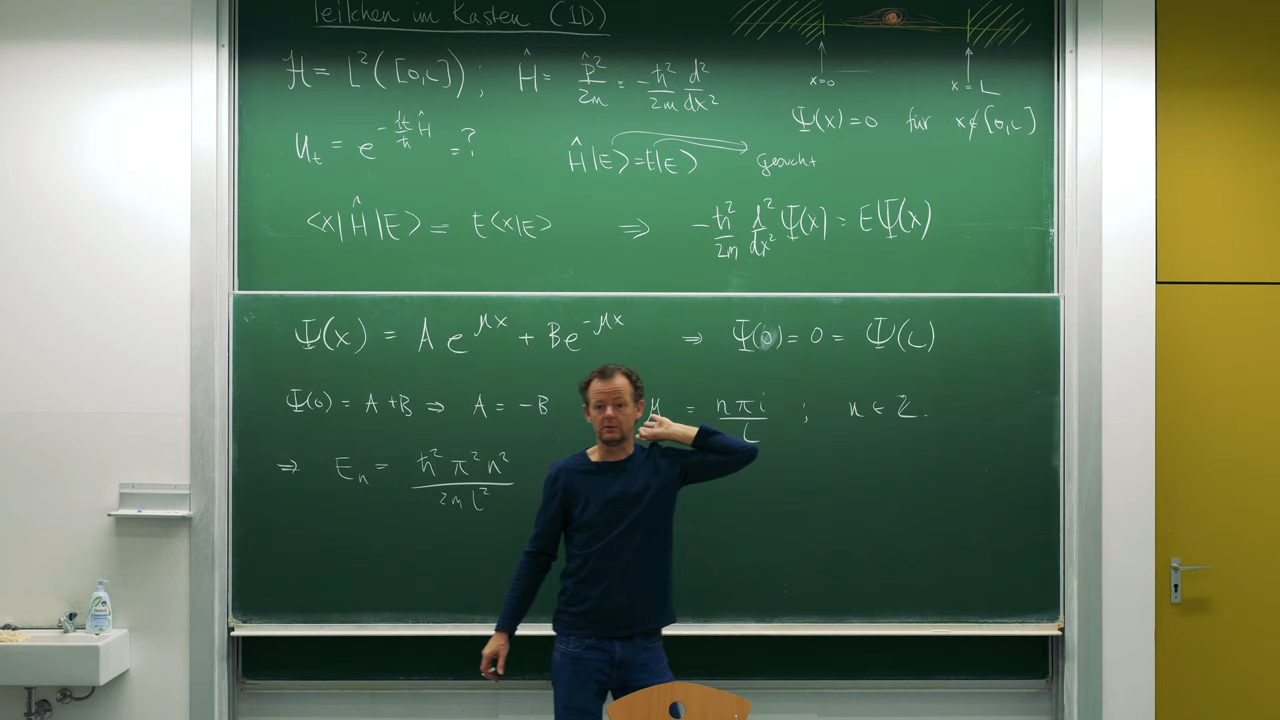 Teilchen im Kasten (1D)
ℋ = L²([0,L]) ; Ĥ = P̂²/2m = -ħ²/2m d²/dx²
x=0
x=L
Ψ(x)=0 für x∉[0,L]
U_t = e^{-it/ħ Ĥ} =?
Ĥ|E⟩=E|E⟩ gesucht
⟨x|Ĥ|E⟩ = E⟨x|E⟩ ⇒ -ħ²/2m d²/dx² Ψ(x) = EΨ(x)
Ψ(x) = A e^{μx} + Be^{-μx} ⇒ Ψ(0) = 0 = Ψ(L)
Ψ(0) = A+B ⇒ A = -B μ = nπi/L ; n ∈ ℤ.
⇒ E_n = ħ²π²n²/2mL²